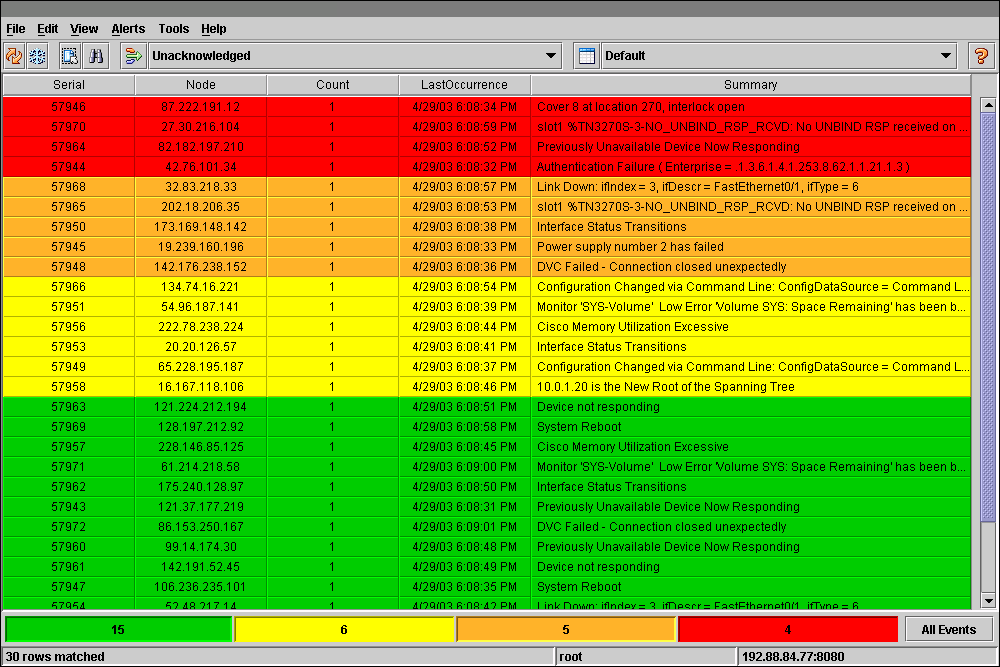 File Edit View Alerts Tools Help
Unacknowledged Default
Serial Node Count LastOccurrence Summary
57946 87.222.191.12 1 4/29/03 6:08:34 PM Cover 8 at location 270, interlock open
57970 27.30.216.104 1 4/29/03 6:08:59 PM slot1 %TN3270S-3-NO_UNBIND_RSP_RCVD: No UNBIND RSP received on ...
57964 82.182.197.210 1 4/29/03 6:08:52 PM Previously Unavailable Device Now Responding
57944 42.76.101.34 1 4/29/03 6:08:32 PM Authentication Failure ( Enterprise = .1.3.6.1.4.1.253.8.62.1.1.21.1.3 )
57968 32.83.218.33 1 4/29/03 6:08:57 PM Link Down: ifIndex = 3, ifDescr = FastEthernet0/1, ifType = 6
57965 202.18.206.35 1 4/29/03 6:08:53 PM slot1 %TN3270S-3-NO_UNBIND_RSP_RCVD: No UNBIND RSP received on ...
57950 173.169.148.142 1 4/29/03 6:08:38 PM Interface Status Transitions
57945 19.239.160.196 1 4/29/03 6:08:33 PM Power supply number 2 has failed
57948 142.176.238.152 1 4/29/03 6:08:36 PM DVC Failed - Connection closed unexpectedly
57966 134.74.16.221 1 4/29/03 6:08:54 PM Configuration Changed via Command Line: ConfigDataSource = Command L...
57951 54.96.187.141 1 4/29/03 6:08:39 PM Monitor 'SYS-Volume' Low Error 'Volume SYS: Space Remaining' has been b...
57956 222.78.238.224 1 4/29/03 6:08:44 PM Cisco Memory Utilization Excessive
57953 20.20.126.57 1 4/29/03 6:08:41 PM Interface Status Transitions
57949 65.228.195.187 1 4/29/03 6:08:37 PM Configuration Changed via Command Line: ConfigDataSource = Command L...
57958 16.167.118.106 1 4/29/03 6:08:46 PM 10.0.1.20 is the New Root of the Spanning Tree
57963 121.224.212.194 1 4/29/03 6:08:51 PM Device not responding
57969 128.197.212.92 1 4/29/03 6:08:58 PM System Reboot
57957 228.146.85.125 1 4/29/03 6:08:45 PM Cisco Memory Utilization Excessive
57971 61.214.218.58 1 4/29/03 6:09:00 PM Monitor 'SYS-Volume' Low Error 'Volume SYS: Space Remaining' has been b...
57962 175.240.128.97 1 4/29/03 6:08:50 PM Interface Status Transitions
57943 121.37.177.219 1 4/29/03 6:08:31 PM Previously Unavailable Device Now Responding
57972 86.153.250.167 1 4/29/03 6:09:01 PM DVC Failed - Connection closed unexpectedly
57960 99.14.174.30 1 4/29/03 6:08:48 PM Previously Unavailable Device Now Responding
57961 142.191.52.45 1 4/29/03 6:08:49 PM Device not responding
57947 106.236.235.101 1 4/29/03 6:08:35 PM System Reboot
57954 52.48.217.14 1 4/29/03 6:08:42 PM Link Down: ifIndex = 3, ifDescr = FastEthernet0/1, ifType = 6
15 6 5 4 All Events
30 rows matched root 192.88.84.77:8080